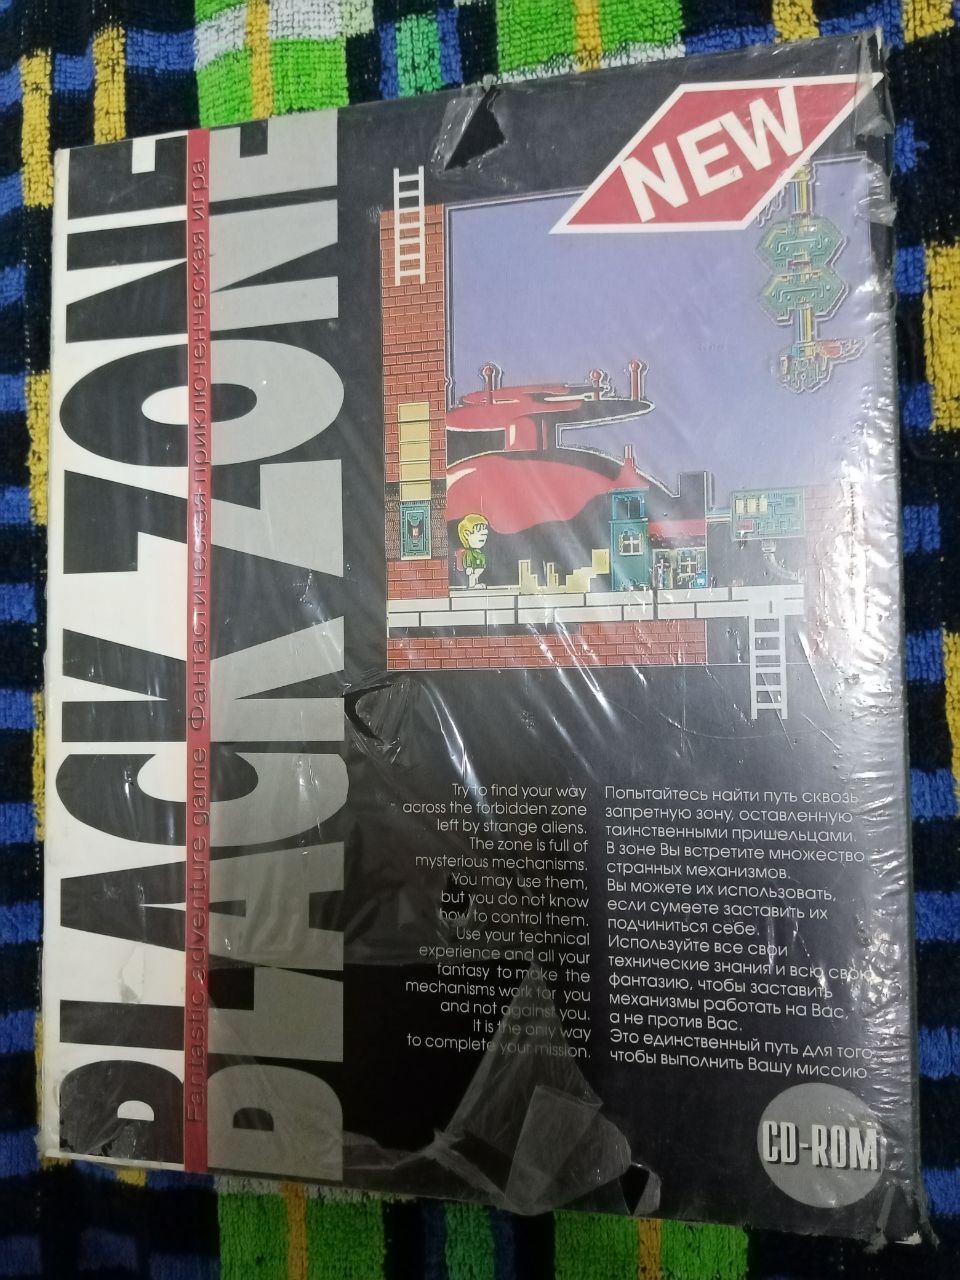 BLACK ZONE
Fantastic adventure game Фантастическая приключенческая игра
BLACK ZONE
NEW
Try to find your way
across the forbidden zone
left by strange aliens.
The zone is full of
mysterious mechanisms.
You may use them,
but you do not know
how to control them.
Use your technical
experience and all your
fantasy to make the
mechanisms work for you
and not against you.
It is the only way
to complete your mission.
Попытайтесь найти путь сквозь
запретную зону, оставленную
таинственными пришельцами.
В зоне Вы встретите множество
странных механизмов.
Вы можете их использовать,
если сумеете заставить их
подчиниться себе.
Используйте все свои
технические знания и всю свою
фантазию, чтобы заставить
механизмы работать на Вас,
а не против Вас.
Это единственный путь для того,
чтобы выполнить Вашу миссию.
CD-ROM